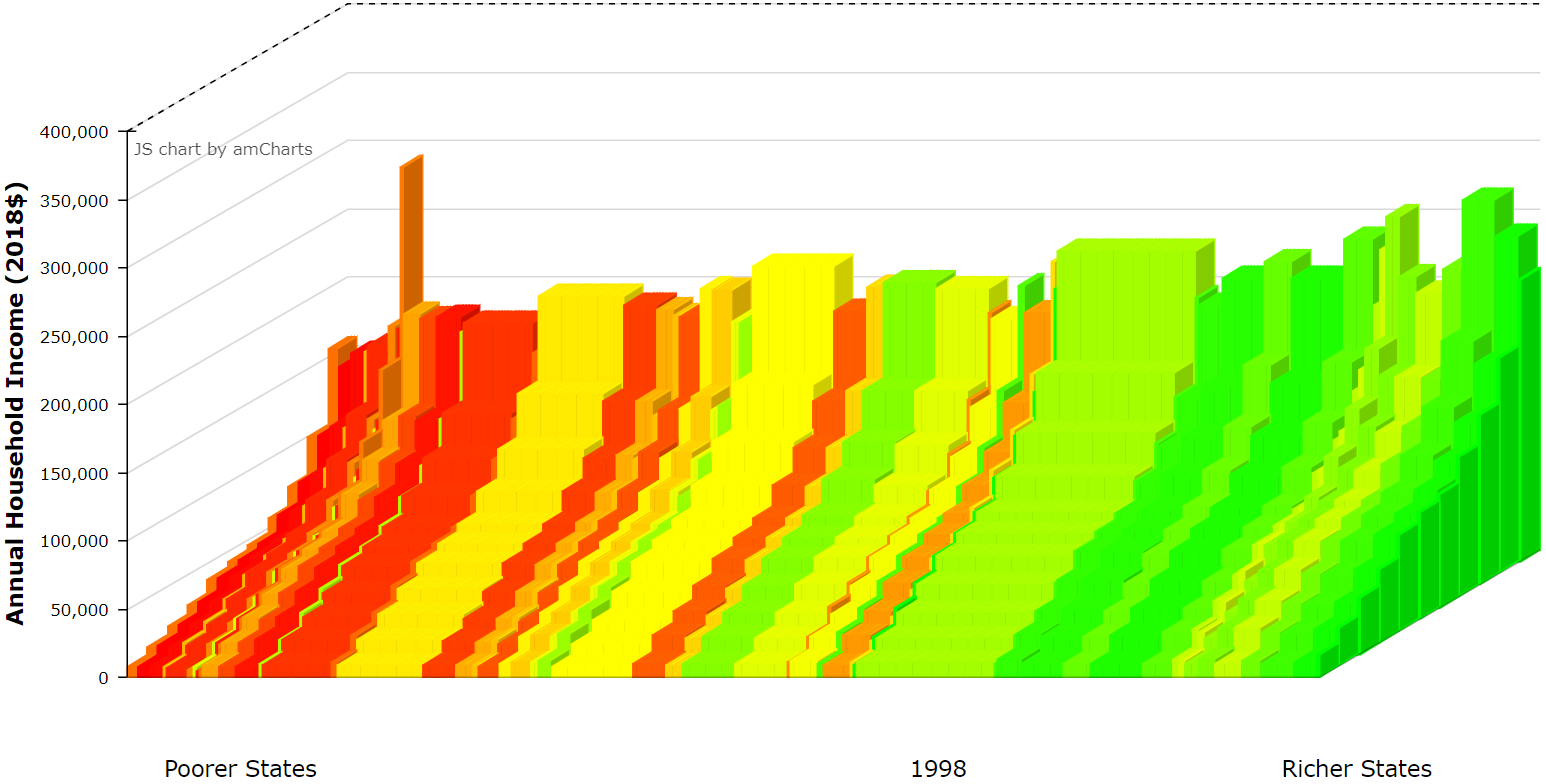 400,000
JS chart by amCharts
350,000
300,000
250,000
200,000
150,000
100,000
50,000
0
Annual Household Income (2018$)
Poorer States
1998
Richer States